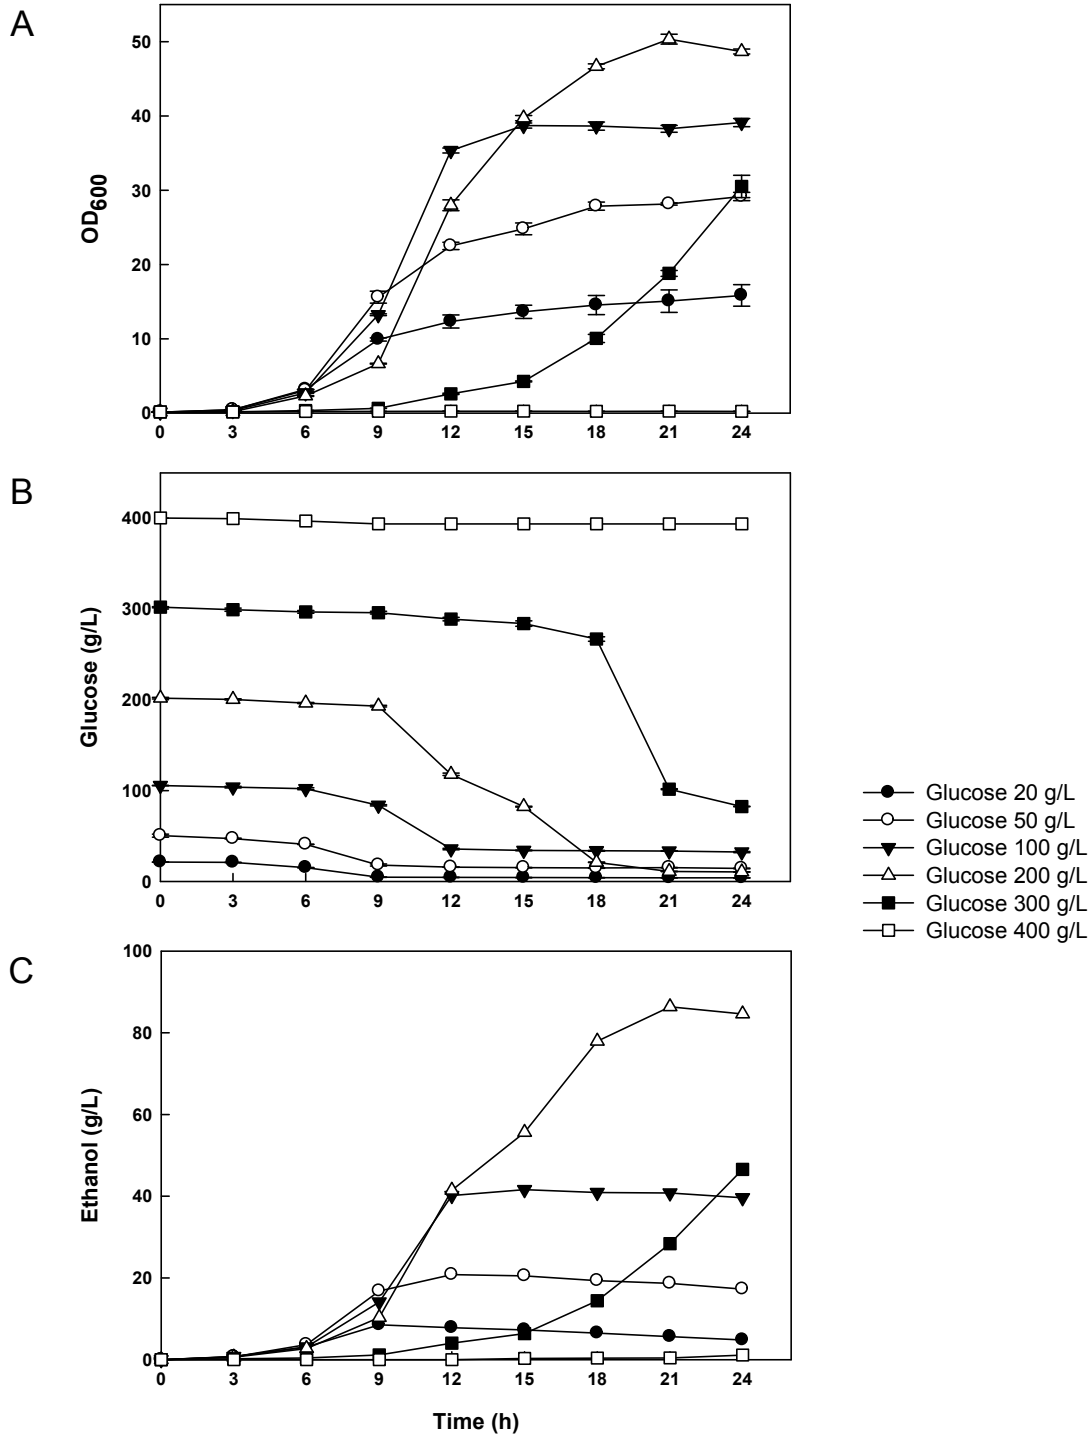 A
50
40
30
20
10
0
OD600
0 3 6 9 12 15 18 21 24
B
400
300
200
100
0
Glucose (g/L)
0 3 6 9 12 15 18 21 24
Glucose 20 g/L
Glucose 50 g/L
Glucose 100 g/L
Glucose 200 g/L
Glucose 300 g/L
Glucose 400 g/L
C
100
80
60
40
20
0
Ethanol (g/L)
0 3 6 9 12 15 18 21 24
Time (h)